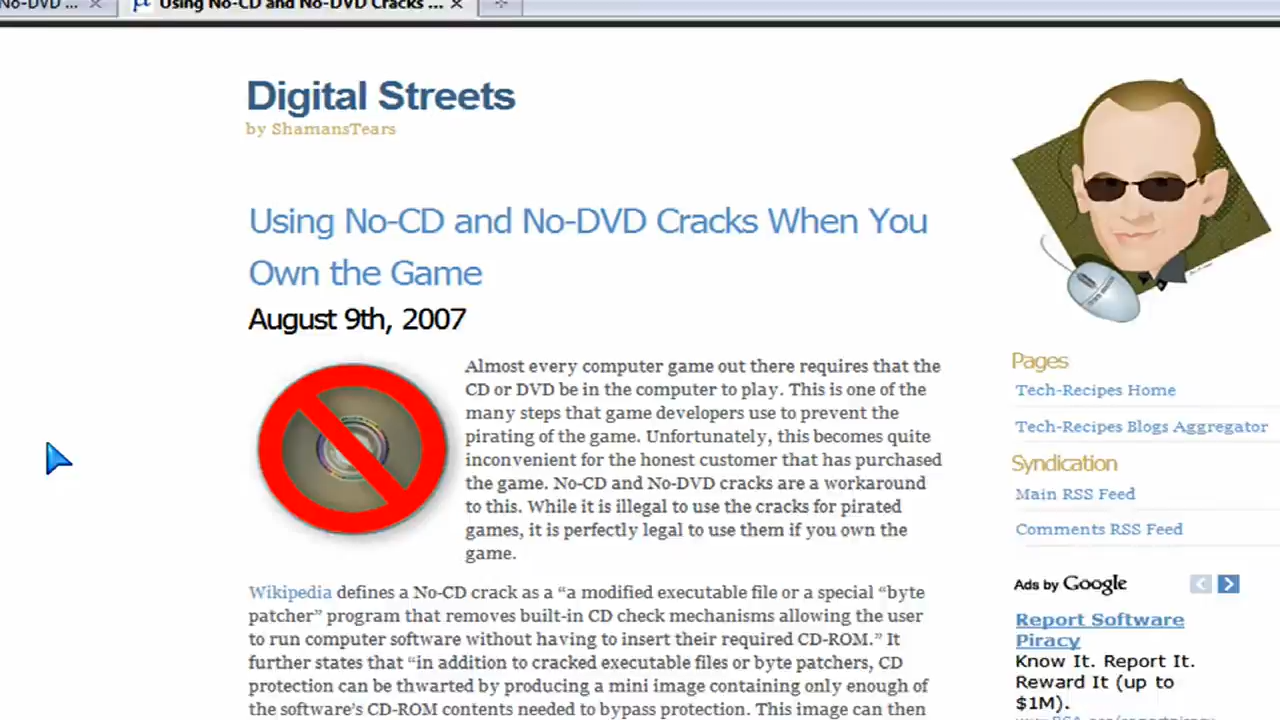 No-DVD ...
Using No-CD and No-DVD Cracks ...
Digital Streets
by ShamansTears
Using No-CD and No-DVD Cracks When You
Own the Game
August 9th, 2007
Almost every computer game out there requires that the
CD or DVD be in the computer to play. This is one of the
many steps that game developers use to prevent the
pirating of the game. Unfortunately, this becomes quite
inconvenient for the honest customer that has purchased
the game. No-CD and No-DVD cracks are a workaround
to this. While it is illegal to use the cracks for pirated
games, it is perfectly legal to use them if you own the
game.
Wikipedia defines a No-CD crack as a “a modified executable file or a special “byte
patcher” program that removes built-in CD check mechanisms allowing the user
to run computer software without having to insert their required CD-ROM.” It
further states that “in addition to cracked executable files or byte patchers, CD
protection can be thwarted by producing a mini image containing only enough of
the software’s CD-ROM contents needed to bypass protection. This image can then
Pages
Tech-Recipes Home
Tech-Recipes Blogs Aggregator
Syndication
Main RSS Feed
Comments RSS Feed
Ads by Google
Report Software
Piracy
Know It. Report It.
Reward It (up to
$1M).